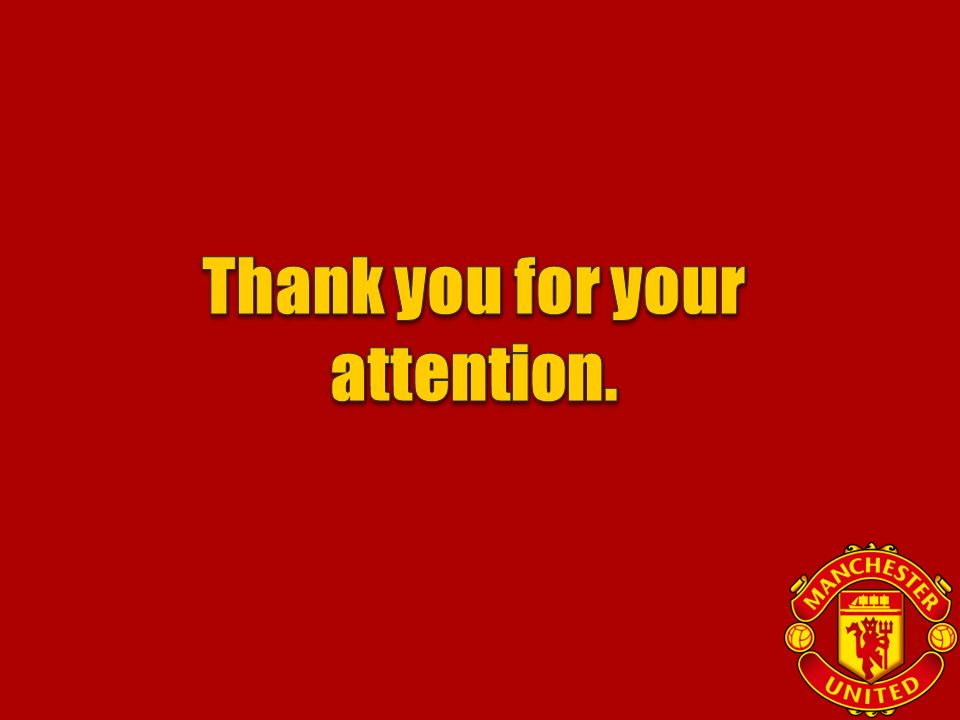 Thank you for your
attention.
MANCHESTER
UNITED